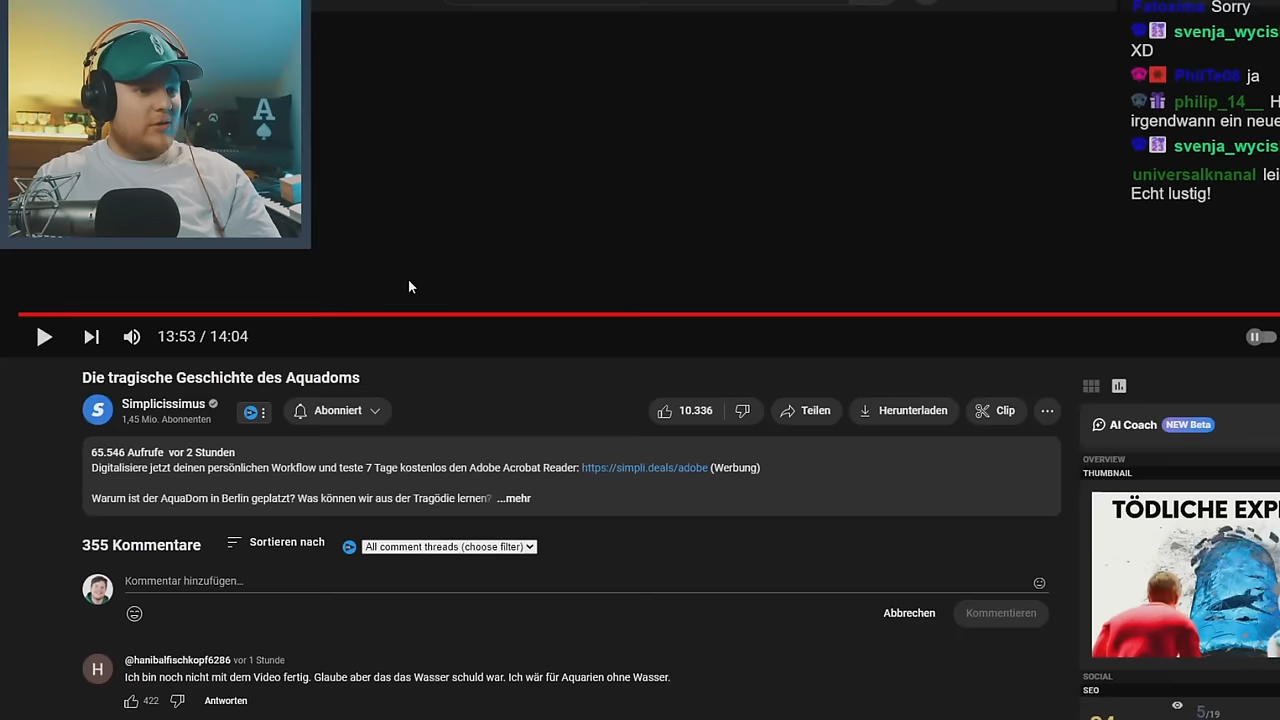 Fatoxima Sorry
svenja_wycis
XD
PhilTe08 ja
philip_14__ H
irgendwann ein neue
svenja_wycis
universalknanal lei
Echt lustig!
A
13:53 / 14:04
Die tragische Geschichte des Aquadoms
S
Simplicissimus
1,45 Mio. Abonnenten
Abonniert
10.336
Teilen
Herunterladen
Clip
AI Coach NEW Beta
65.546 Aufrufe vor 2 Stunden
Digitalisiere jetzt deinen persönlichen Workflow und teste 7 Tage kostenlos den Adobe Acrobat Reader: https://simpli.deals/adobe (Werbung)
Warum ist der AquaDom in Berlin geplatzt? Was können wir aus der Tragödie lernen? ...mehr
OVERVIEW
THUMBNAIL
TÖDLICHE EXP
355 Kommentare
Sortieren nach
All comment threads (choose filter)
Kommentar hinzufügen...
Abbrechen
Kommentieren
H
@hanibalfischkopf6286 vor 1 Stunde
Ich bin noch nicht mit dem Video fertig. Glaube aber das das Wasser schuld war. Ich wär für Aquarien ohne Wasser.
422
Antworten
SOCIAL
SEO
5/19